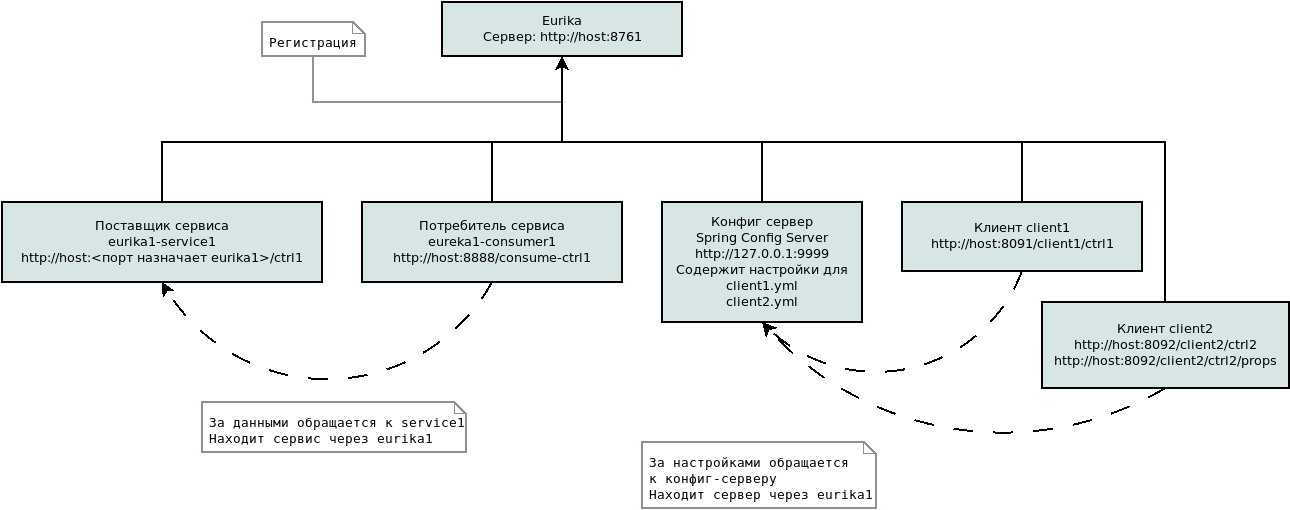 Eurika
Сервер: http://host:8761
Регистрация
Поставщик сервиса
eurika1-service1
http://host:<порт назначает eurika1>/ctrl1
Потребитель сервиса
eureka1-consumer1
http://host:8888/consume-ctrl1
Конфиг сервер
Spring Config Server
http://127.0.0.1:9999
Содержит настройки для
client1.yml
client2.yml
Клиент client1
http://host:8091/client1/ctrl1
Клиент client2
http://host:8092/client2/ctrl2
http://host:8092/client2/ctrl2/props
За данными обращается к service1
Находит сервис через eurika1
За настройками обращается
к конфиг-серверу
Находит сервер через eurika1